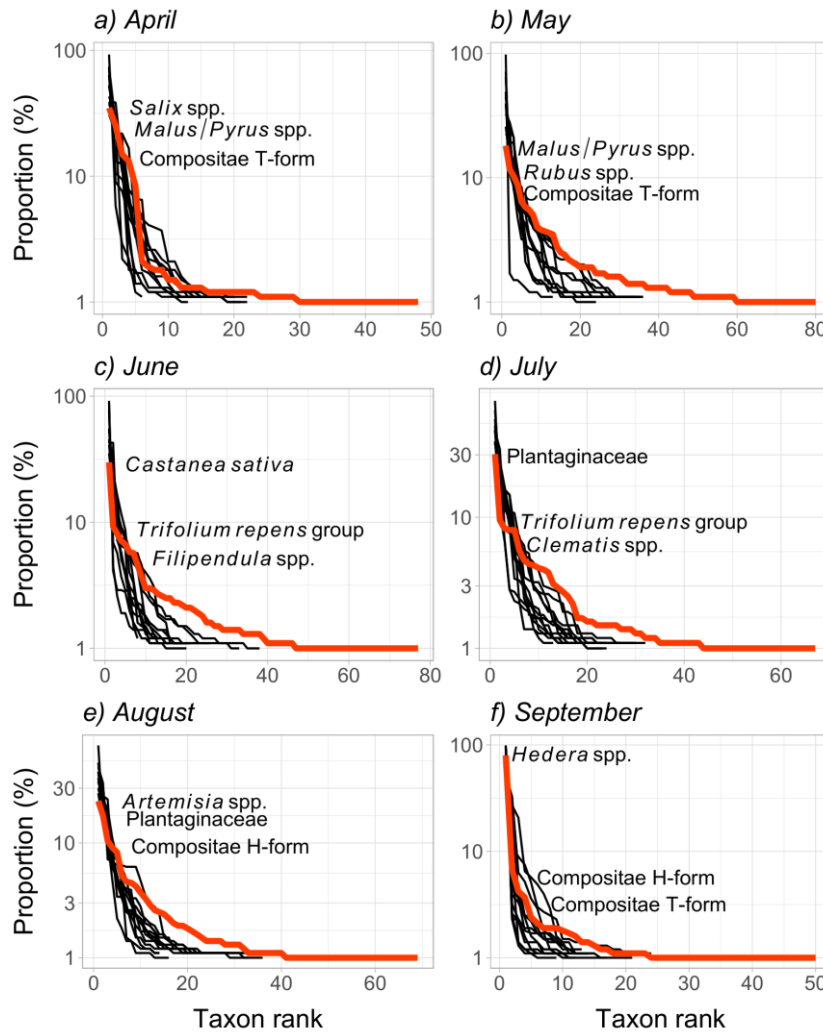 a) April
b) May
Proportion (%)
100
10
1
Salix spp.
Malus/Pyrus spp.
Compositae T-form
0 10 20 30 40 50
100
10
1
Malus/Pyrus spp.
Rubus spp.
Compositae T-form
0 20 40 60 80
c) June
d) July
Proportion (%)
100
10
1
Castanea sativa
Trifolium repens group
Filipendula spp.
0 20 40 60 80
30
10
3
1
Plantaginaceae
Trifolium repens group
Clematis spp.
0 20 40 60
e) August
f) September
Proportion (%)
30
10
3
1
Artemisia spp.
Plantaginaceae
Compositae H-form
0 20 40 60
100
10
1
Hedera spp.
Compositae H-form
Compositae T-form
0 10 20 30 40 50
Taxon rank
Taxon rank